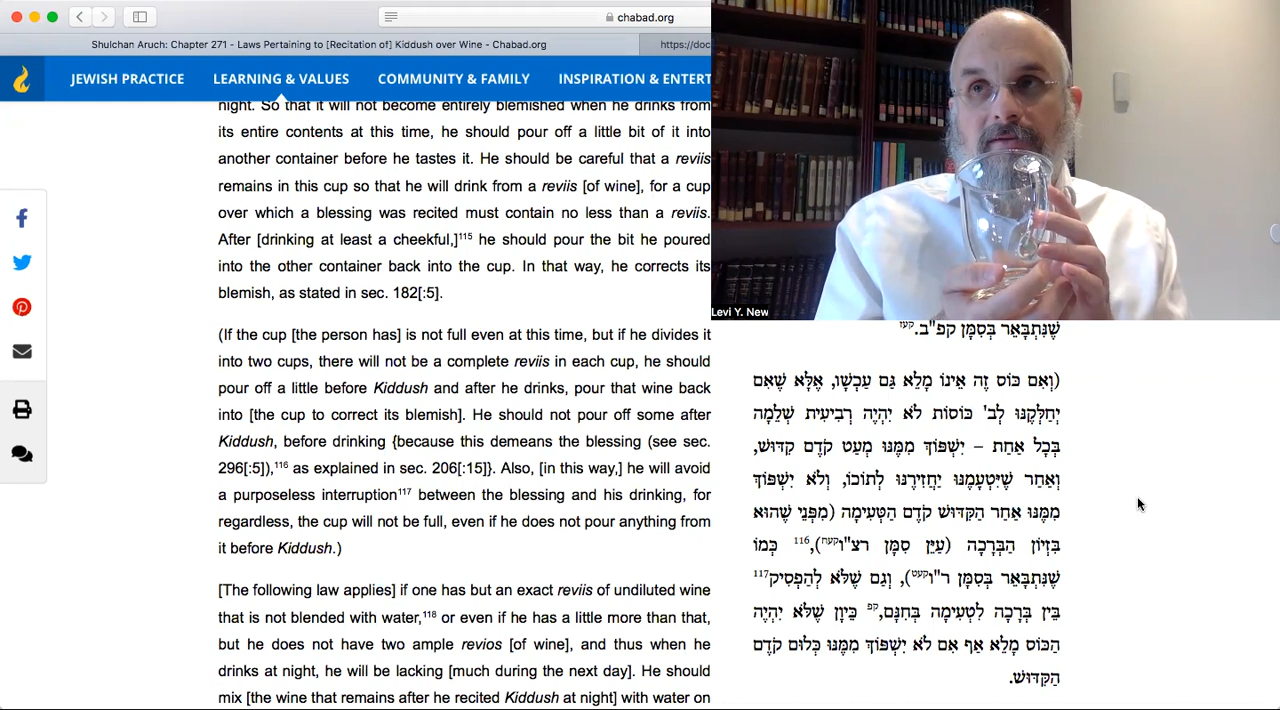 chabad.org
Shulchan Aruch: Chapter 271 - Laws Pertaining to [Recitation of] Kiddush over Wine - Chabad.org
https://doc
JEWISH PRACTICE
LEARNING & VALUES
COMMUNITY & FAMILY
INSPIRATION & ENTERT
night. So that it will not become entirely blemished when he drinks from
its entire contents at this time, he should pour off a little bit of it into
another container before he tastes it. He should be careful that a reviis
remains in this cup so that he will drink from a reviis [of wine], for a cup
over which a blessing was recited must contain no less than a reviis.
After [drinking at least a cheekful,]115 he should pour the bit he poured
into the other container back into the cup. In that way, he corrects its
blemish, as stated in sec. 182[:5].
(If the cup [the person has] is not full even at this time, but if he divides it
into two cups, there will not be a complete reviis in each cup, he should
pour off a little before Kiddush and after he drinks, pour that wine back
into [the cup to correct its blemish]. He should not pour off some after
Kiddush, before drinking {because this demeans the blessing (see sec.
296[:5]),116 as explained in sec. 206[:15]}. Also, [in this way,] he will avoid
a purposeless interruption117 between the blessing and his drinking, for
regardless, the cup will not be full, even if he does not pour anything from
it before Kiddush.)
[The following law applies] if one has but an exact reviis of undiluted wine
that is not blended with water,118 or even if he has a little more than that,
but he does not have two ample revios [of wine], and thus when he
drinks at night, he will be lacking [much during the next day]. He should
mix [the wine that remains after he recited Kiddush at night] with water on
Levi Y. New
שֶׁנִּתְבָּאֵר בְּסִמָּן קפ"ב.קעז
(וְאִם כּוֹס זֶה אֵינוֹ מָלֵא גַּם עַכְשָׁו, אֶלָּא שֶׁאִם
יְחַלְּקֶנּוּ לְב' כּוֹסוֹת לֹא יִהְיֶה רְבִיעִית שְׁלֵמָה
בְּכָל אַחַת – יִשְׁפּוֹךְ מִמֶּנּוּ מְעַט קֹדֶם קִדּוּשׁ,
וְאַחַר שֶׁיִּטְעָמֶנּוּ יַחֲזִירֶנּוּ לְתוֹכוֹ, וְלֹא יִשְׁפּוֹךְ
מִמֶּנּוּ אַחַר הַקִּדּוּשׁ קֹדֶם הַטְּעִימָה (מִפְּנֵי שֶׁהוּא
בִּזְיוֹן הַבְּרָכָה (עַיֵּן סִמָּן רצ"וקעח),116 כְּמוֹ
שֶׁנִּתְבָּאֵר בְּסִמָּן ר"וקעט), וְגַם שֶׁלֹּא לְהַפְסִיק117
בֵּין בְּרָכָה לִטְעִימָה בְּחִנָּם,קפ כֵּיוָן שֶׁלֹּא יִהְיֶה
הַכּוֹס מָלֵא אַף אִם לֹא יִשְׁפּוֹךְ מִמֶּנּוּ כְּלוּם קֹדֶם
הַקִּדּוּשׁ.